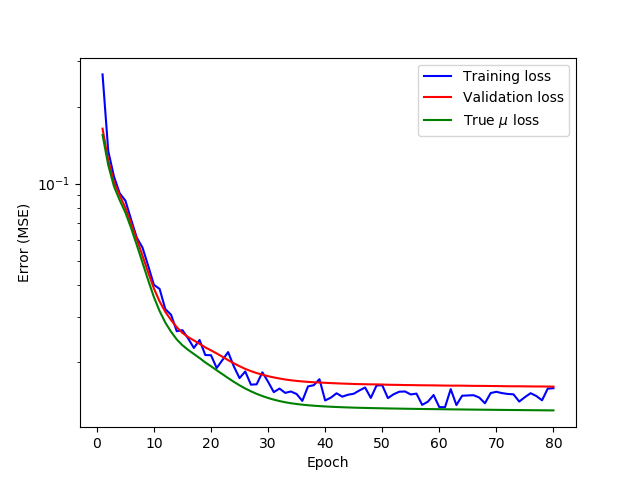 Training loss
Validation loss
True μ loss
10⁻¹
Error (MSE)
0 10 20 30 40 50 60 70 80
Epoch